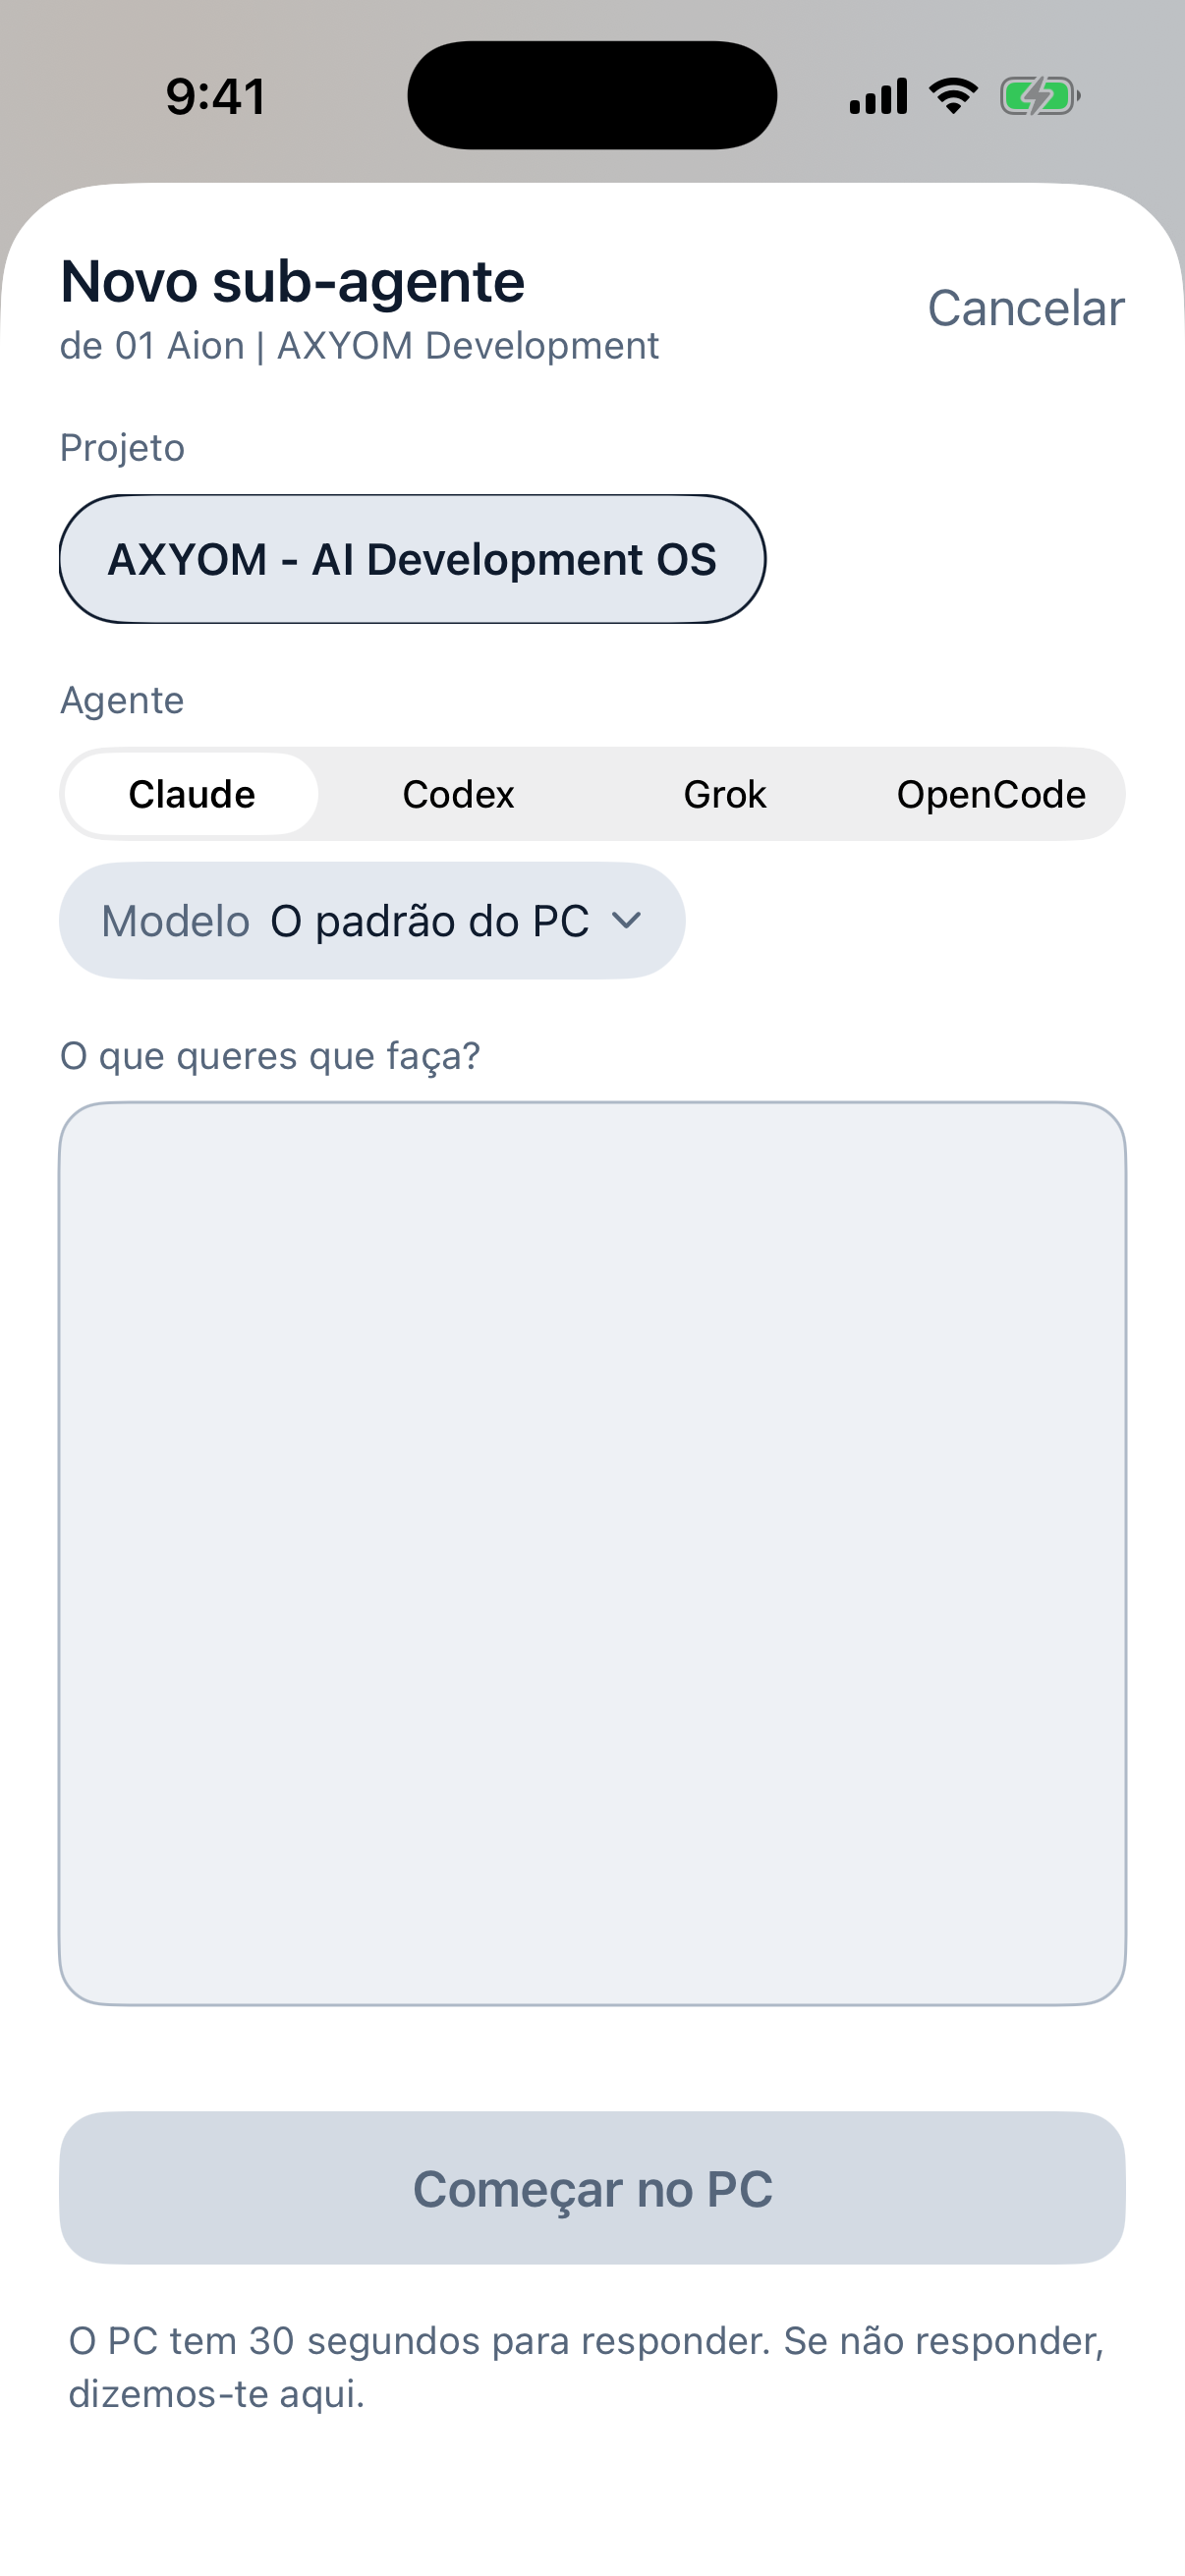 9:41
Novo sub-agente
Cancelar
de 01 Aion | AXYOM Development
Projeto
AXYOM - AI Development OS
Agente
Claude Codex Grok OpenCode
Modelo O padrão do PC
O que queres que faça?
Começar no PC
O PC tem 30 segundos para responder. Se não responder,
dizemos-te aqui.